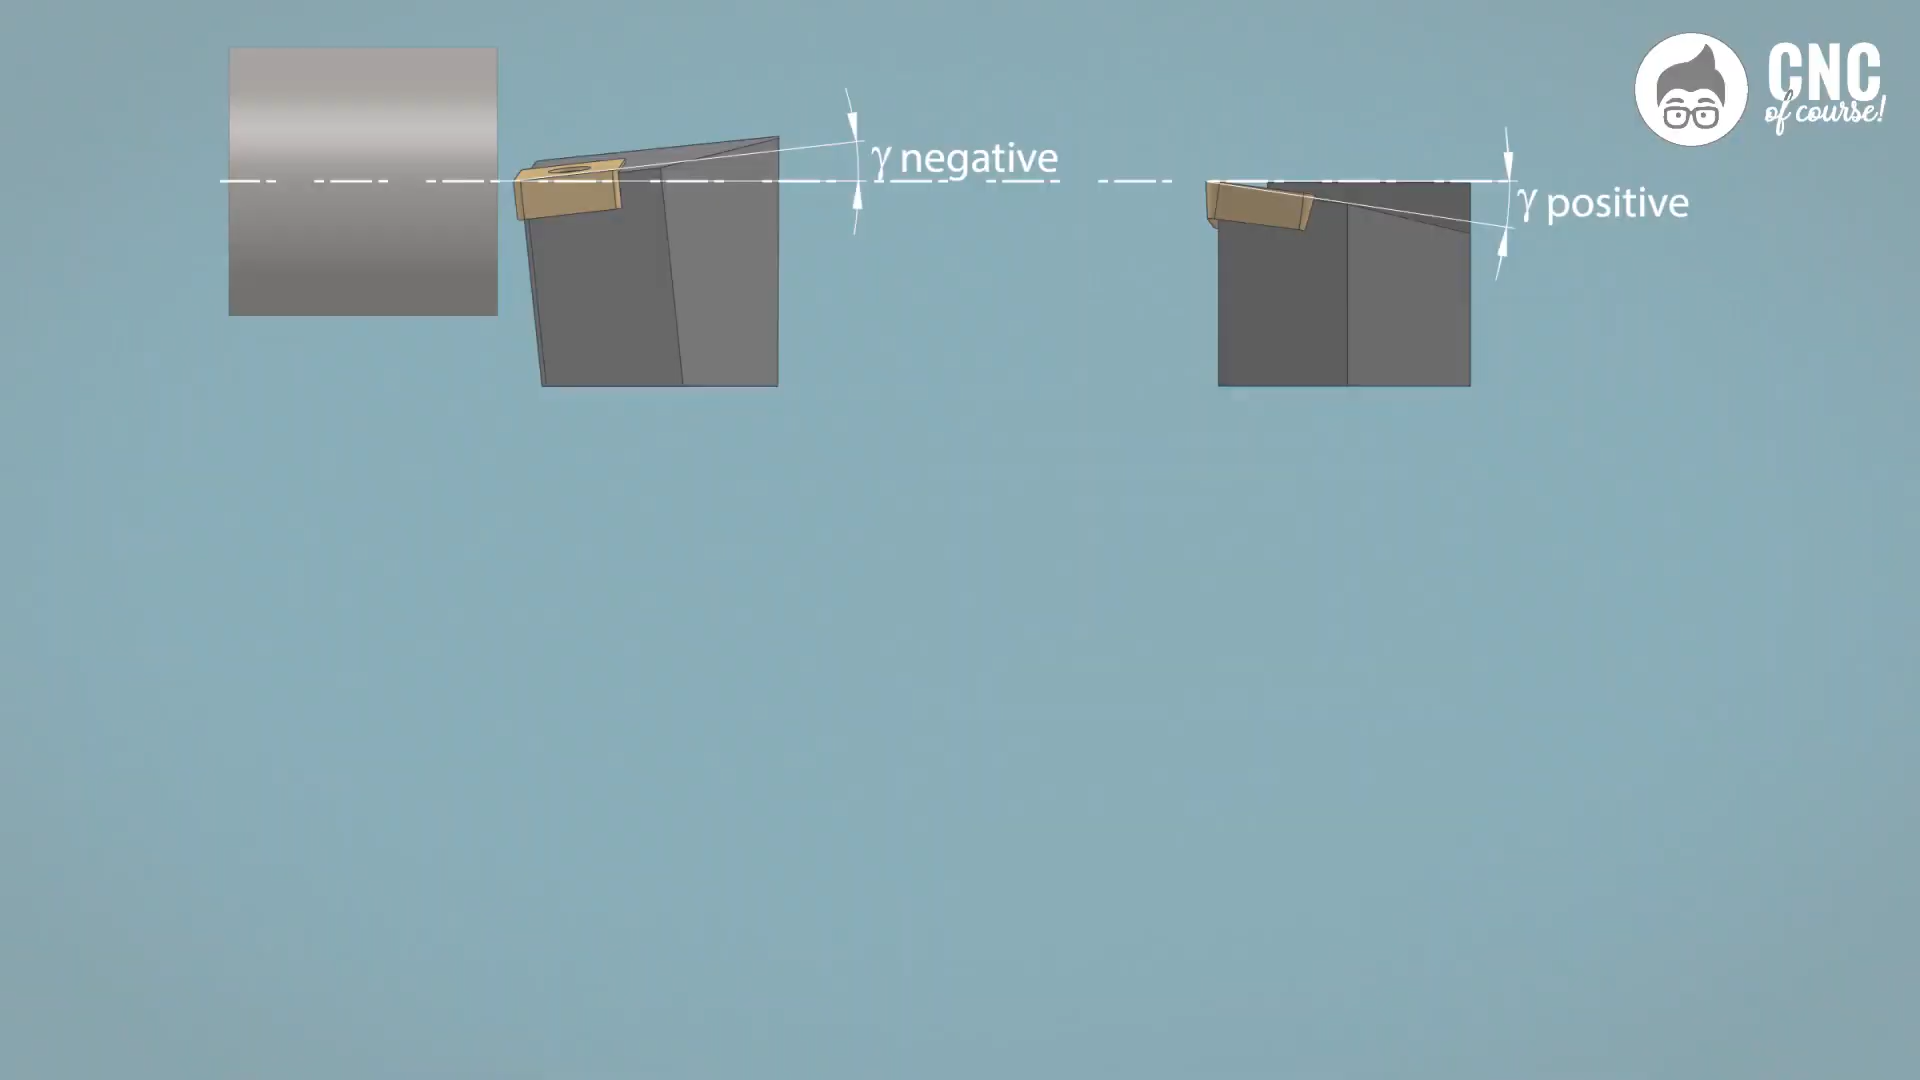 CNC
of course!
γ negative
γ positive